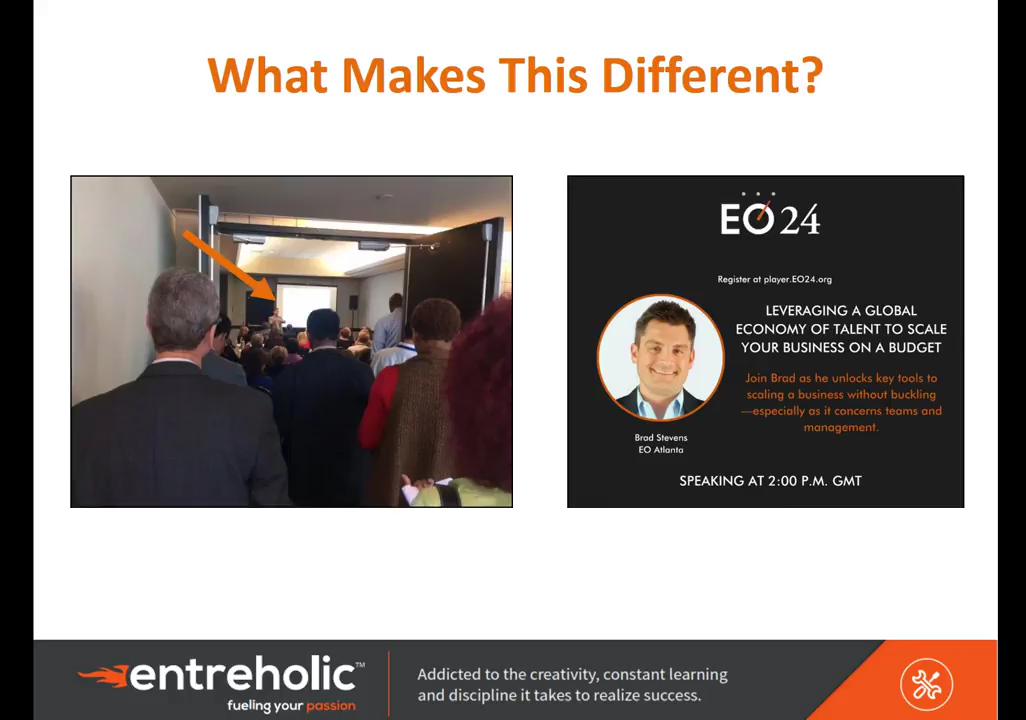 What Makes This Different?
EO24
Register at player.EO24.org
LEVERAGING A GLOBAL
ECONOMY OF TALENT TO SCALE
YOUR BUSINESS ON A BUDGET
Join Brad as he unlocks key tools to
scaling a business without buckling
—especially as it concerns teams and
management.
Brad Stevens
EO Atlanta
SPEAKING AT 2:00 P.M. GMT
entreholic™
fueling your passion
Addicted to the creativity, constant learning
and discipline it takes to realize success.